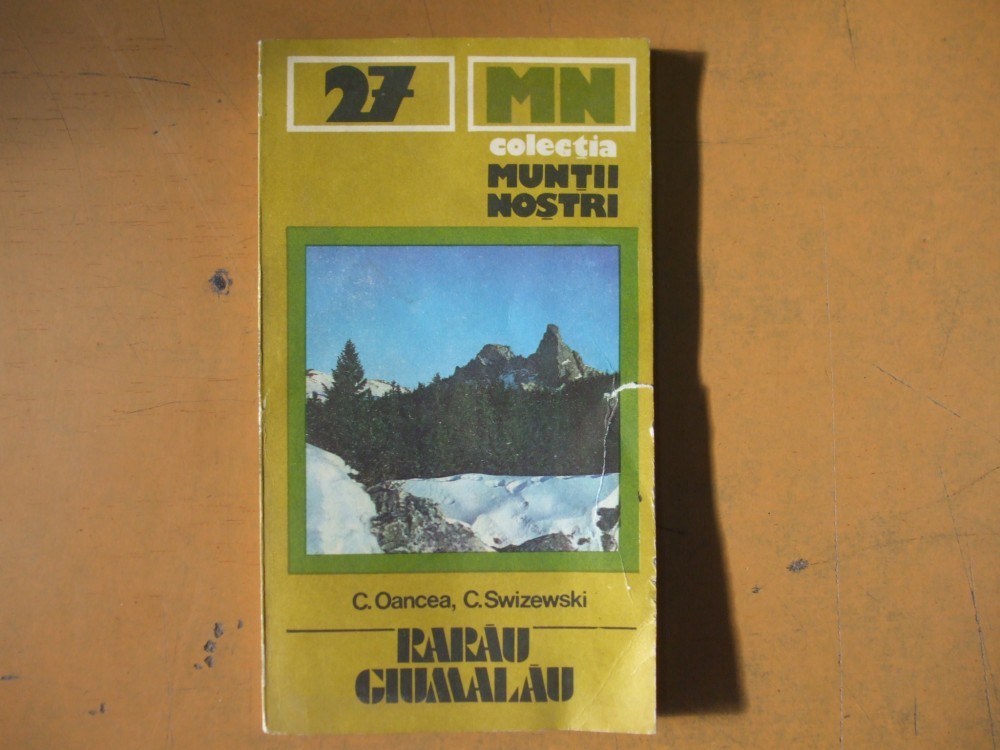 27
MN
colecția
MUNȚII
NOȘTRI
C. Oancea, C. Swizewski
RARĂU
GIUMALĂU